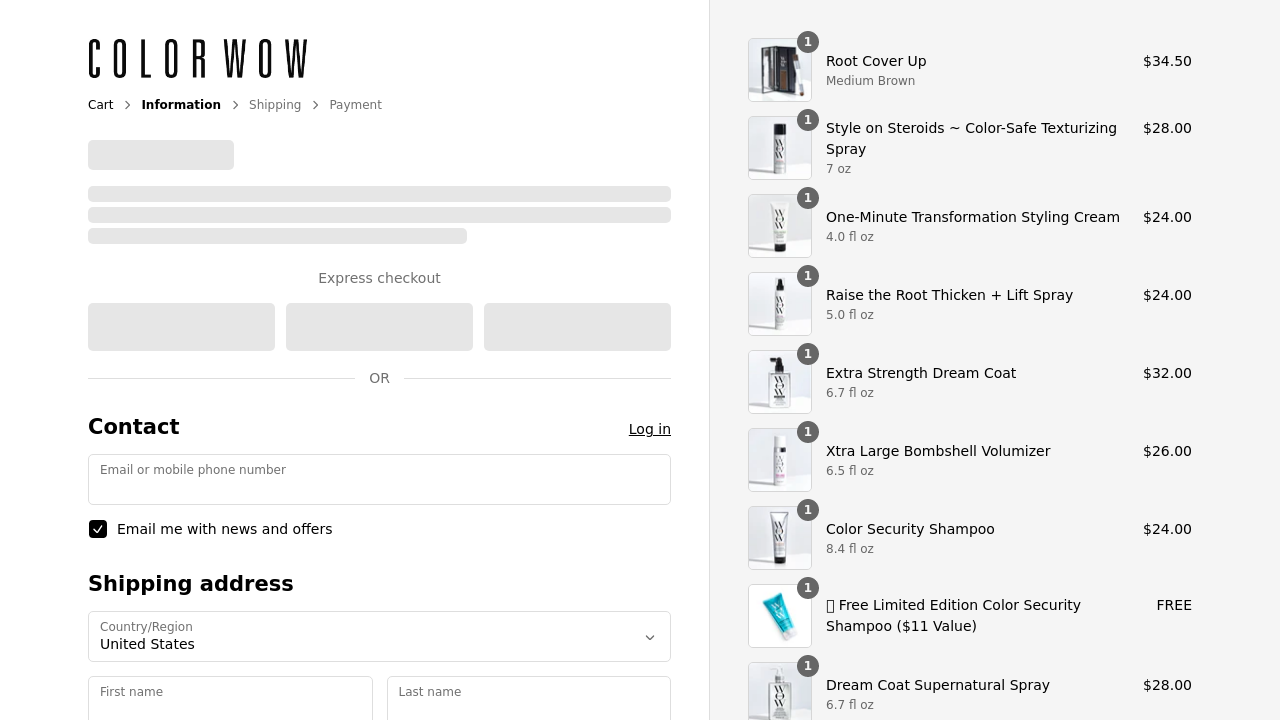 COLOR WOW
Cart
Information
Shipping
Payment
Express checkout
OR
Contact
Log in
Email or mobile phone number
Email me with news and offers
Shipping address
Country/Region
United States
First name
Last name
1
Root Cover Up
Medium Brown
$34.50
1
Style on Steroids ~ Color-Safe Texturizing
Spray
7 oz
$28.00
1
One-Minute Transformation Styling Cream
4.0 fl oz
$24.00
1
Raise the Root Thicken + Lift Spray
5.0 fl oz
$24.00
1
Extra Strength Dream Coat
6.7 fl oz
$32.00
1
Xtra Large Bombshell Volumizer
6.5 fl oz
$26.00
1
Color Security Shampoo
8.4 fl oz
$24.00
1
Free Limited Edition Color Security
Shampoo ($11 Value)
FREE
1
Dream Coat Supernatural Spray
6.7 fl oz
$28.00